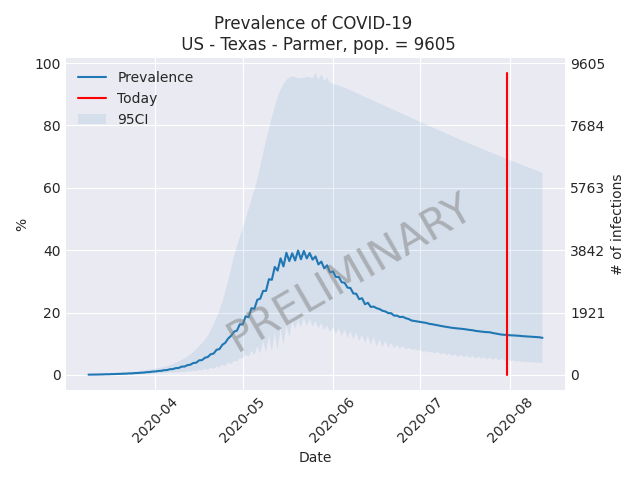 Prevalence of COVID-19
US - Texas - Parmer, pop. = 9605
Prevalence
Today
95CI
100
80
60
40
20
0
%
9605
7684
5763
3842
1921
0
# of infections
PRELIMINARY
2020-04
2020-05
2020-06
2020-07
2020-08
Date